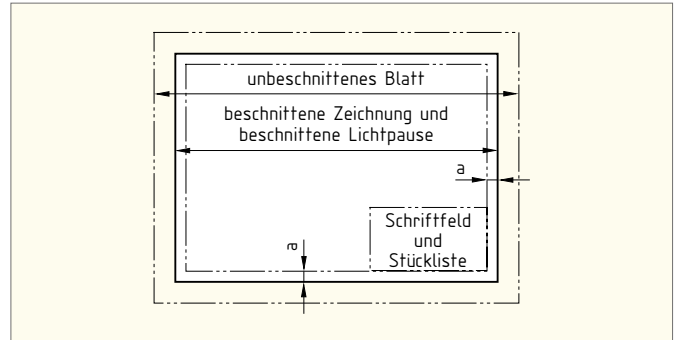 unbeschnittenes Blatt
beschnittene Zeichnung und
beschnittene Lichtpause
a
Schriftfeld
und
Stückliste
a